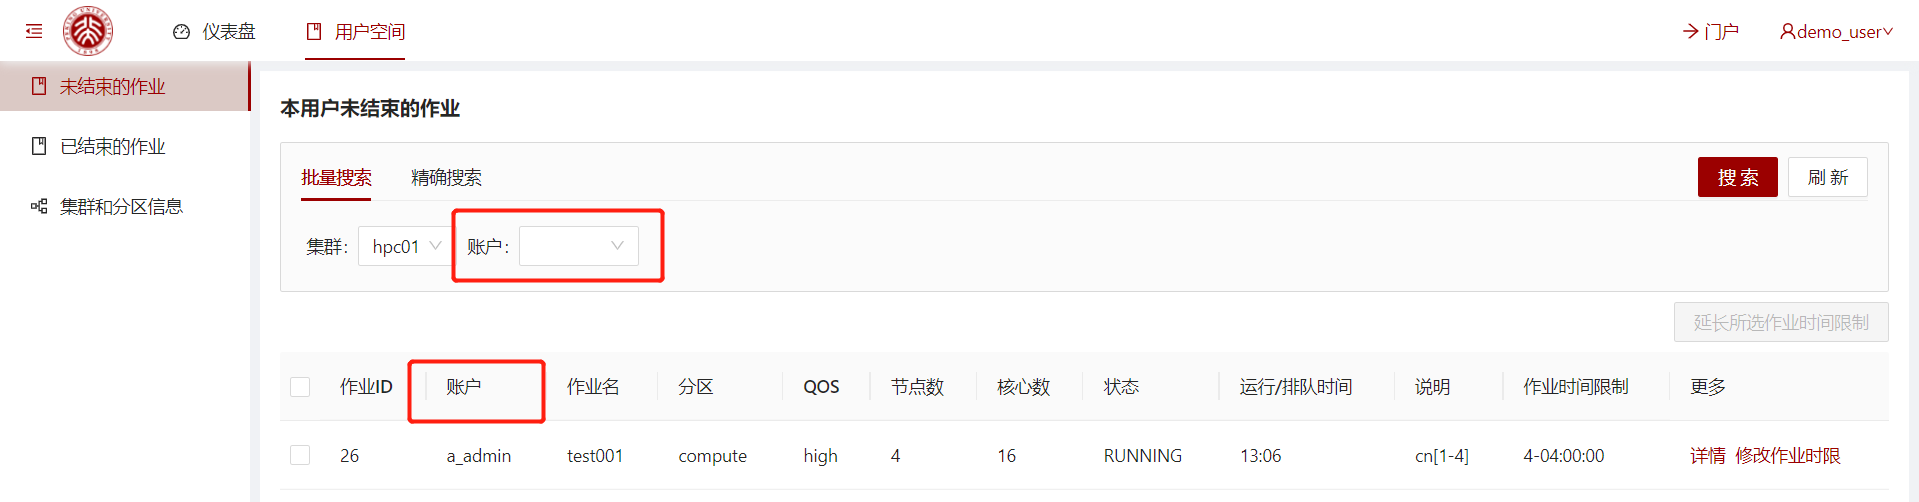 仪表盘 用户空间 门户 demo_user
未结束的作业
已结束的作业
集群和分区信息
本用户未结束的作业
批量搜索 精确搜索 搜索 刷新
集群： hpc01 账户：
延长所选作业时间限制
作业ID 账户 作业名 分区 QOS 节点数 核心数 状态 运行/排队时间 说明 作业时间限制 更多
26 a_admin test001 compute high 4 16 RUNNING 13:06 cn[1-4] 4-04:00:00 详情 修改作业时限